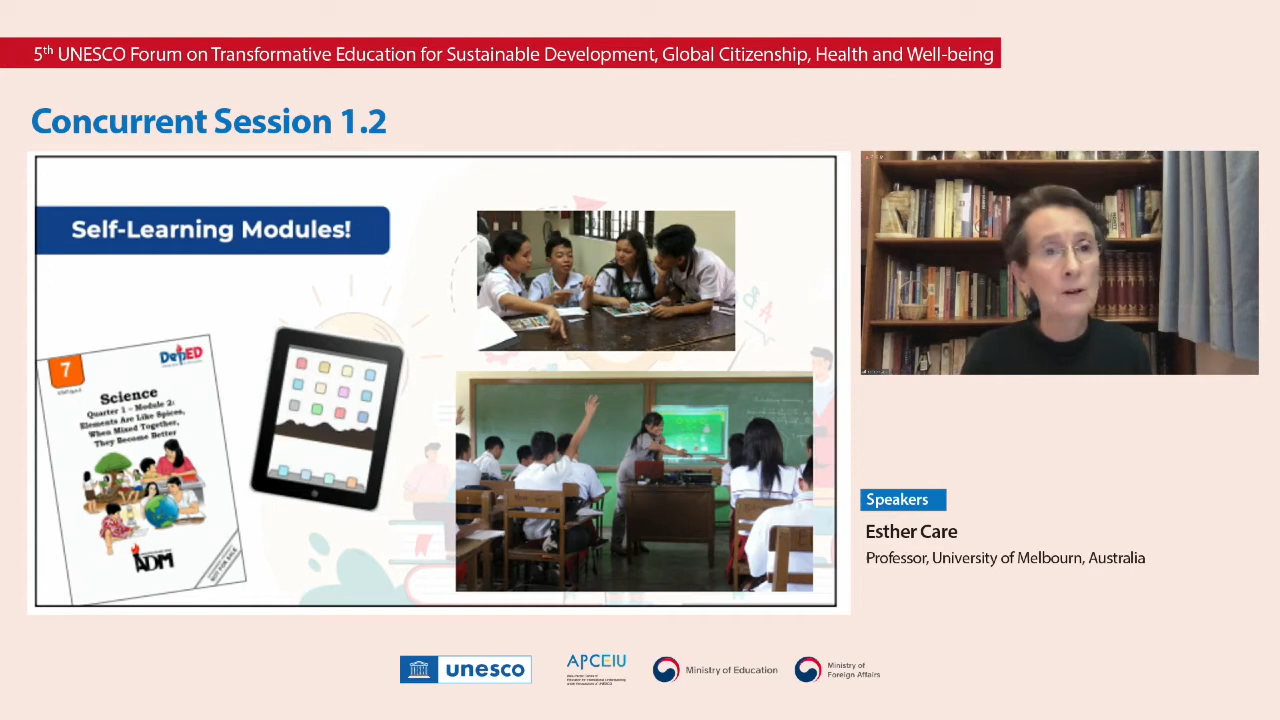 5th UNESCO Forum on Transformative Education for Sustainable Development, Global Citizenship, Health and Well-being
Concurrent Session 1.2
Self-Learning Modules!
7
DepED
Science
Quarter 1 – Module 2:
Elements Are Like Spices,
When Mixed Together,
They Become Better
ADM
Speakers
Esther Care
Professor, University of Melbourn, Australia
unesco
APCEIU
Ministry of Education
Ministry of
Foreign Affairs